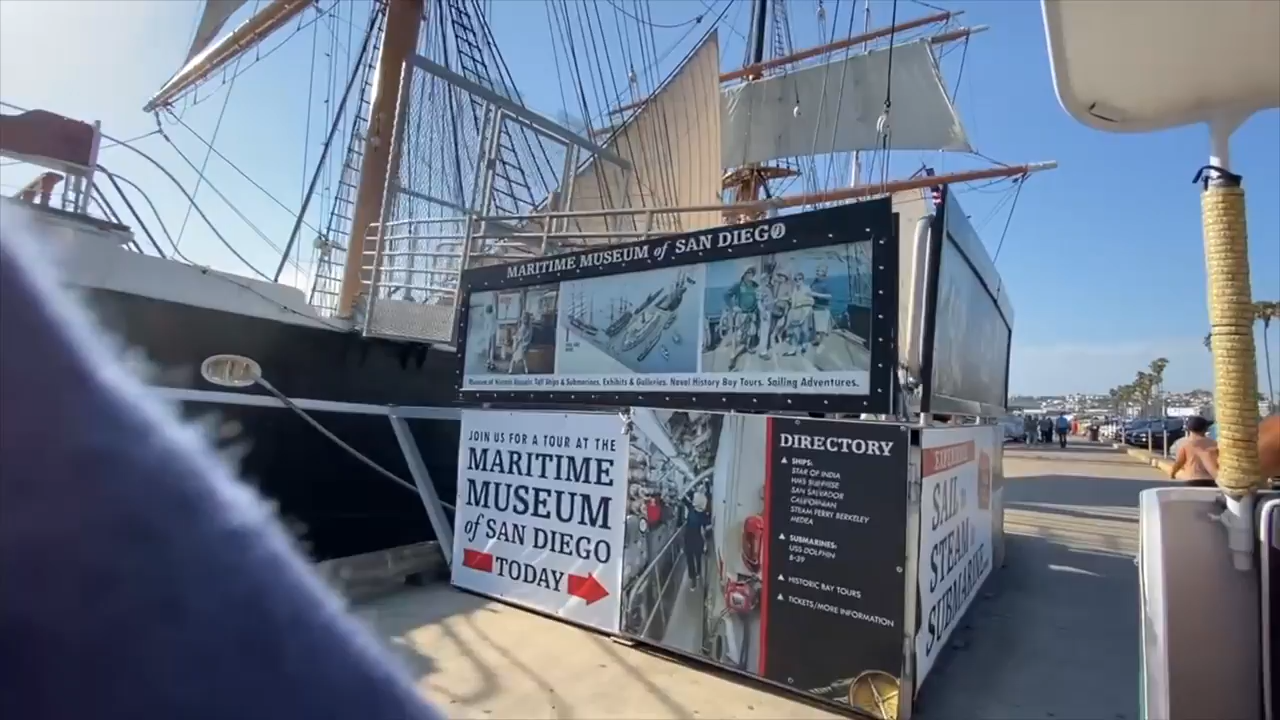 MARITIME MUSEUM of SAN DIEGO
Museum of Historic Vessels. Tall Ships & Submarines. Exhibits & Galleries. Naval History Bay Tours. Sailing Adventures.
JOIN US FOR A TOUR AT THE
MARITIME
MUSEUM
of SAN DIEGO
TODAY
DIRECTORY
SHIPS:
STAR OF INDIA
HMS SURPRISE
SAN SALVADOR
CALIFORNIAN
STEAM FERRY BERKELEY
MEDEA
SUBMARINES:
USS DOLPHIN
B-39
HISTORIC BAY TOURS
TICKETS/MORE INFORMATION
SAIL to
STEAM to
SUBMARINE